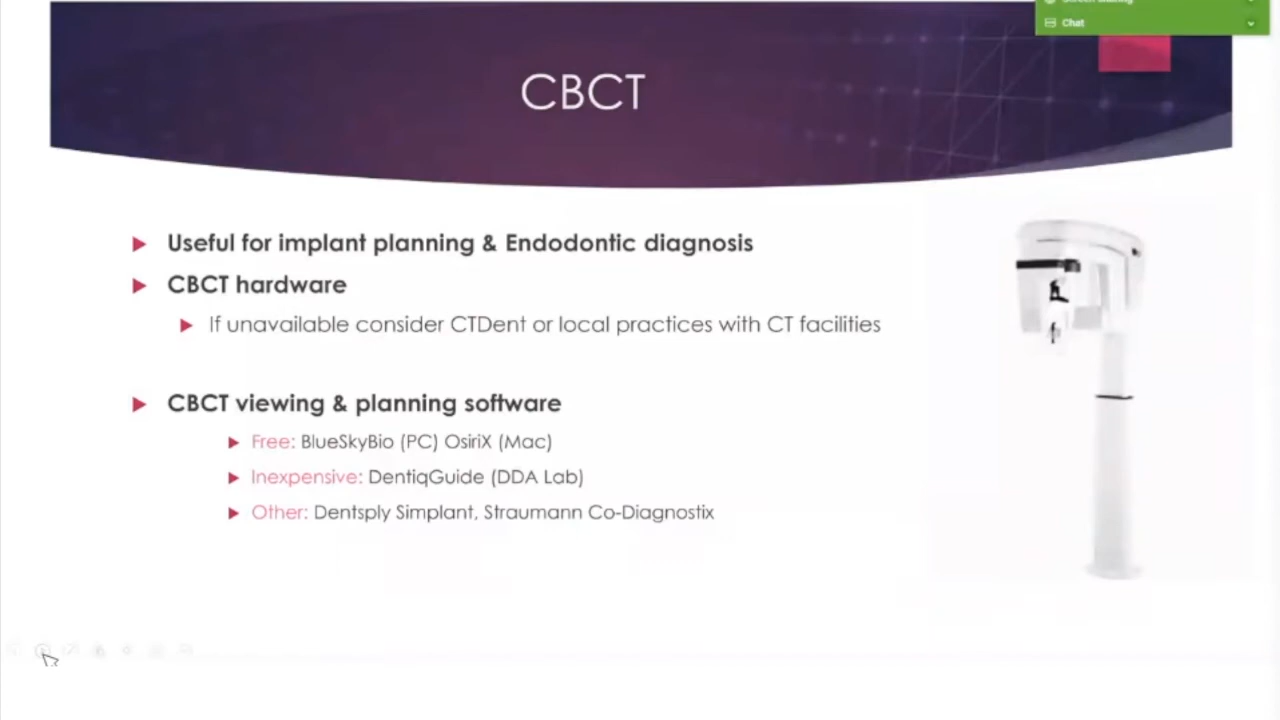 Chat
CBCT
Useful for implant planning & Endodontic diagnosis
CBCT hardware
If unavailable consider CTDent or local practices with CT facilities
CBCT viewing & planning software
Free: BlueSkyBio (PC) OsiriX (Mac)
Inexpensive: DentiqGuide (DDA Lab)
Other: Dentsply Simplant, Straumann Co-Diagnostix